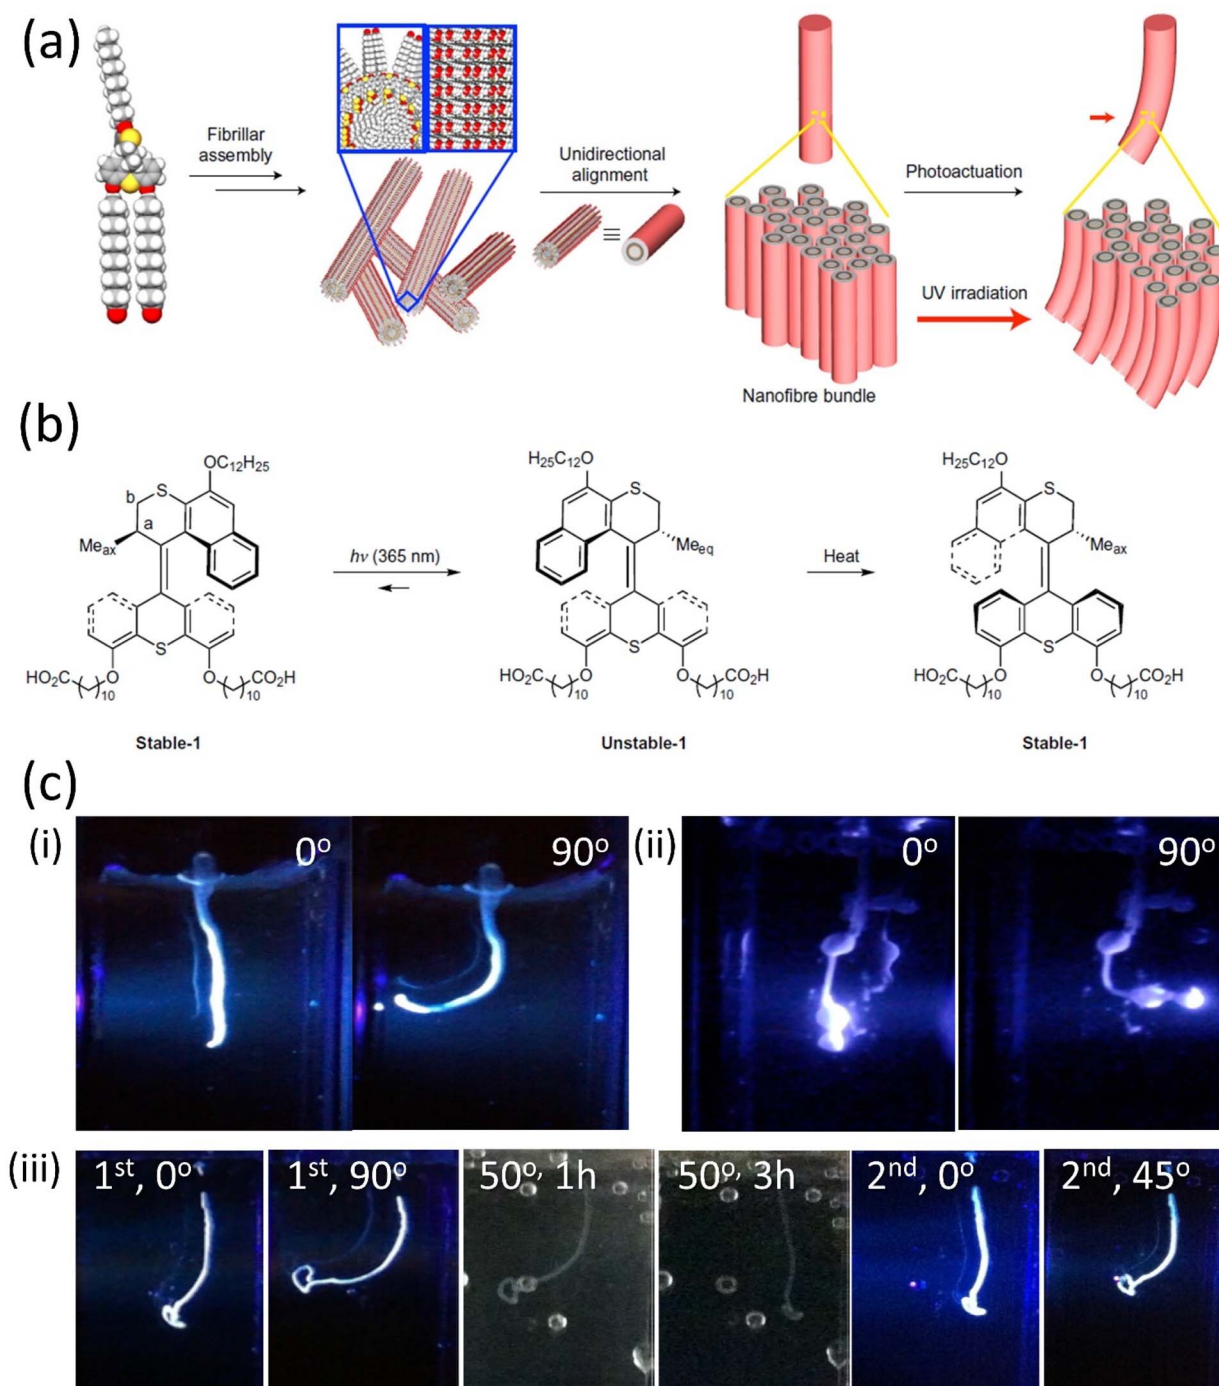 (a)
Fibrillar
assembly
Unidirectional
alignment
≡
Photoactuation
UV irradiation
Nanofibre bundle
(b)
OC₁₂H₂₅
b
S
a
Meₐₓ
S
HO₂C
10
O
O
10
CO₂H
Stable-1
hν (365 nm)
H₂₅C₁₂O
S
Me_eq
S
HO₂C
10
O
O
10
CO₂H
Unstable-1
Heat
H₂₅C₁₂O
S
Meₐₓ
S
HO₂C
10
O
O
10
CO₂H
Stable-1
(c)
(i)
0°
90°
(ii)
0°
90°
(iii)
1st, 0°
1st, 90°
50°, 1h
50°, 3h
2nd, 0°
2nd, 45°